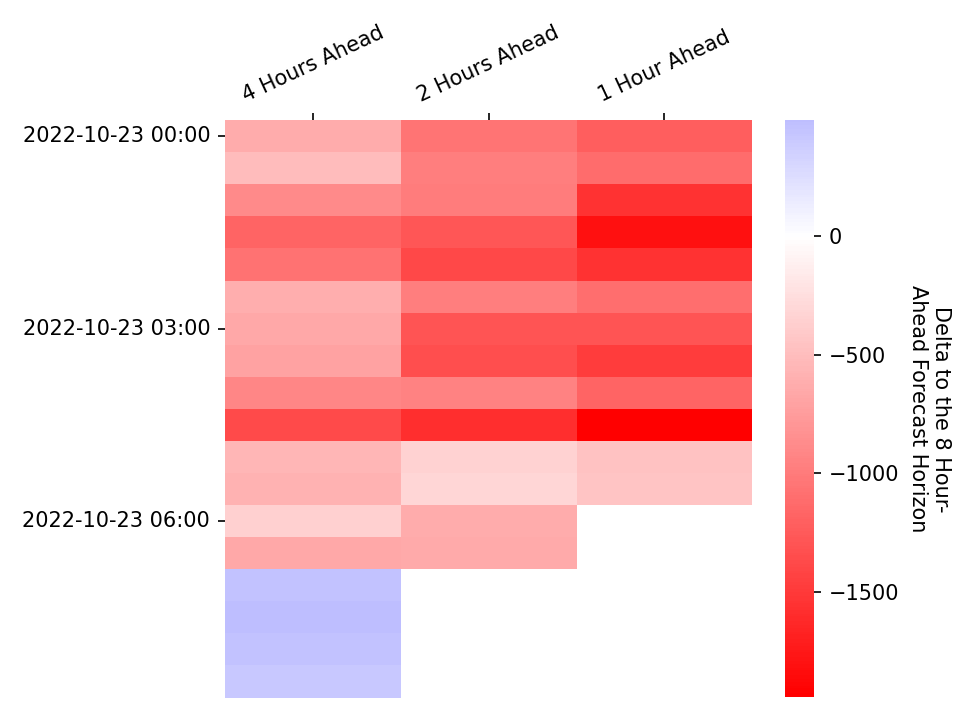 4 Hours Ahead
2 Hours Ahead
1 Hour Ahead
2022-10-23 00:00
2022-10-23 03:00
2022-10-23 06:00
0
−500
−1000
−1500
Delta to the 8 Hour-
Ahead Forecast Horizon